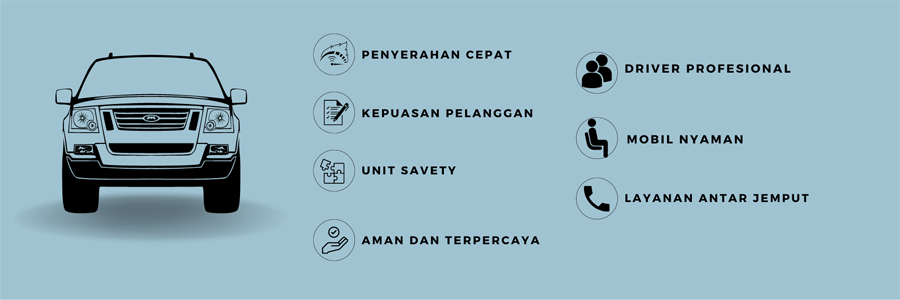 PENYERAHAN CEPAT
KEPUASAN PELANGGAN
UNIT SAVETY
AMAN DAN TERPERCAYA
DRIVER PROFESIONAL
MOBIL NYAMAN
LAYANAN ANTAR JEMPUT